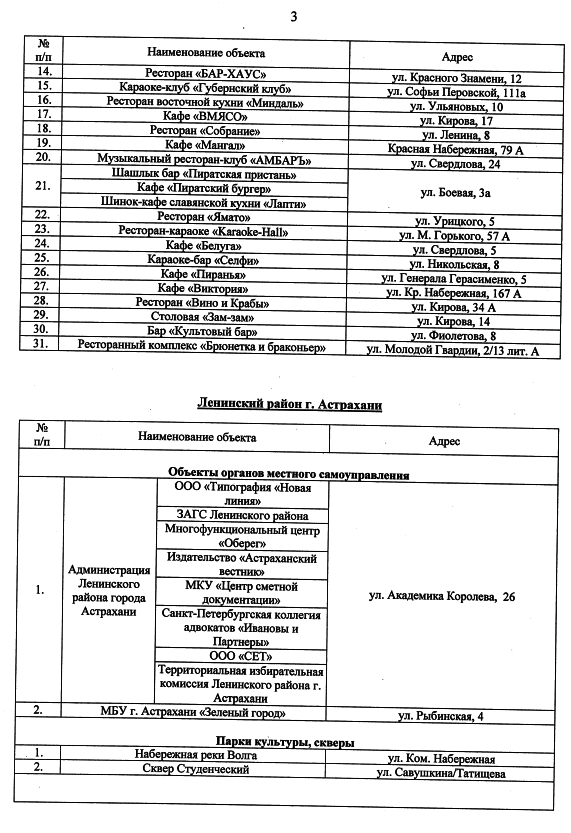 3
№ п/п Наименование объекта Адрес
14. Ресторан «БАР-ХАУС» ул. Красного Знамени, 12
15. Караоке-клуб «Губернский клуб» ул. Софьи Перовской, 111а
16. Ресторан восточной кухни «Миндаль» ул. Ульяновых, 10
17. Кафе «ВМЯСО» ул. Кирова, 17
18. Ресторан «Собрание» ул. Ленина, 8
19. Кафе «Мангал» Красная Набережная, 79 А
20. Музыкальный ресторан-клуб «АМБАРЪ» ул. Свердлова, 24
21. Шашлык бар «Пиратская пристань» ул. Боевая, 3а
Кафе «Пиратский бургер»
Шинок-кафе славянской кухни «Лапти»
22. Ресторан «Ямато» ул. Урицкого, 5
23. Ресторан-караоке «Karaoke-Hall» ул. М. Горького, 57 А
24. Кафе «Белуга» ул. Свердлова, 5
25. Караоке-бар «Селфи» ул. Никольская, 8
26. Кафе «Пиранья» ул. Генерала Герасименко, 5
27. Кафе «Виктория» ул. Кр. Набережная, 167 А
28. Ресторан «Вино и Крабы» ул. Кирова, 34 А
29. Столовая «Зам-зам» ул. Кирова, 14
30. Бар «Культовый бар» ул. Фиолетова, 8
31. Ресторанный комплекс «Брюнетка и браконьер» ул. Молодой Гвардии, 2/13 лит. А
Ленинский район г. Астрахани
№ п/п Наименование объекта Адрес
Объекты органов местного самоуправления
1. Администрация
Ленинского
района города
Астрахани
ООО «Типография «Новая
линия»
ЗАГС Ленинского района
Многофункциональный центр
«Оберег»
Издательство «Астраханский
вестник»
МКУ «Центр сметной
документации»
Санкт-Петербургская коллегия
адвокатов «Ивановы и
Партнеры»
ООО «СЕТ»
Территориальная избирательная
комиссия Ленинского района г.
Астрахани
ул. Академика Королева, 26
2. МБУ г. Астрахани «Зеленый город» ул. Рыбинская, 4
Парки культуры, скверы
1. Набережная реки Волга ул. Ком. Набережная
2. Сквер Студенческий ул. Савушкина/Татищева